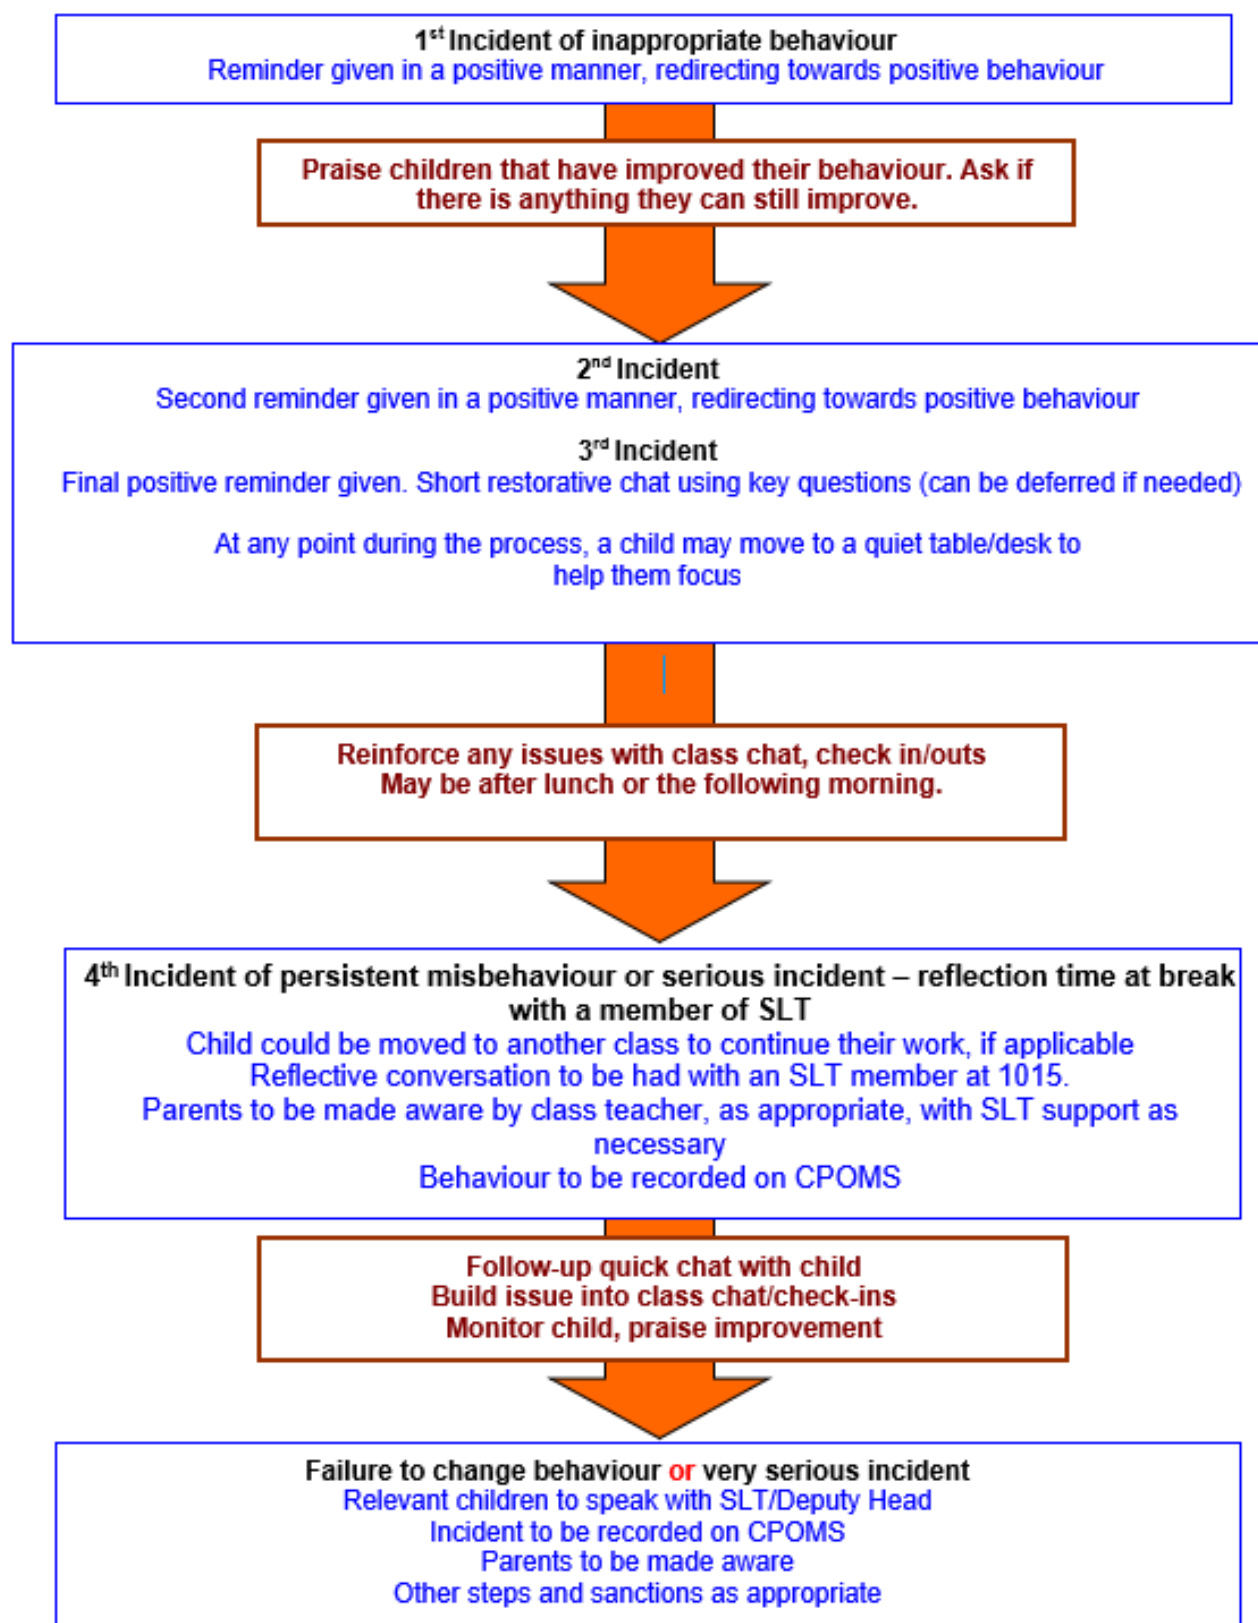 1st Incident of inappropriate behaviour
Reminder given in a positive manner, redirecting towards positive behaviour
Praise children that have improved their behaviour. Ask if
there is anything they can still improve.
2nd Incident
Second reminder given in a positive manner, redirecting towards positive behaviour
3rd Incident
Final positive reminder given. Short restorative chat using key questions (can be deferred if needed)
At any point during the process, a child may move to a quiet table/desk to
help them focus
Reinforce any issues with class chat, check in/outs
May be after lunch or the following morning.
4th Incident of persistent misbehaviour or serious incident – reflection time at break
with a member of SLT
Child could be moved to another class to continue their work, if applicable
Reflective conversation to be had with an SLT member at 1015.
Parents to be made aware by class teacher, as appropriate, with SLT support as
necessary
Behaviour to be recorded on CPOMS
Follow-up quick chat with child
Build issue into class chat/check-ins
Monitor child, praise improvement
Failure to change behaviour or very serious incident
Relevant children to speak with SLT/Deputy Head
Incident to be recorded on CPOMS
Parents to be made aware
Other steps and sanctions as appropriate